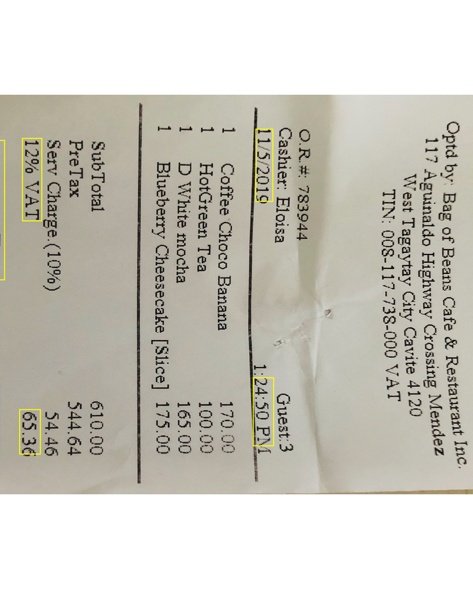 Optd by: Bag of Beans Cafe & Restaurant Inc.
117 Aguinaldo Highway Crossing Mendez
West Tagaytay City Cavite 4120
TIN: 008-117-738-000 VAT
O.R.#: 783944
Cashier: Eloisa Guest:3
11/5/2019 1:24:50 PM
1 Coffee Choco Banana 170.00
1 HotGreen Tea 100.00
1 D White mocha 165.00
1 Blueberry Cheesecake [Slice] 175.00
SubTotal 610.00
PreTax 544.64
Serv Charge.(10%) 54.46
12% VAT 65.36